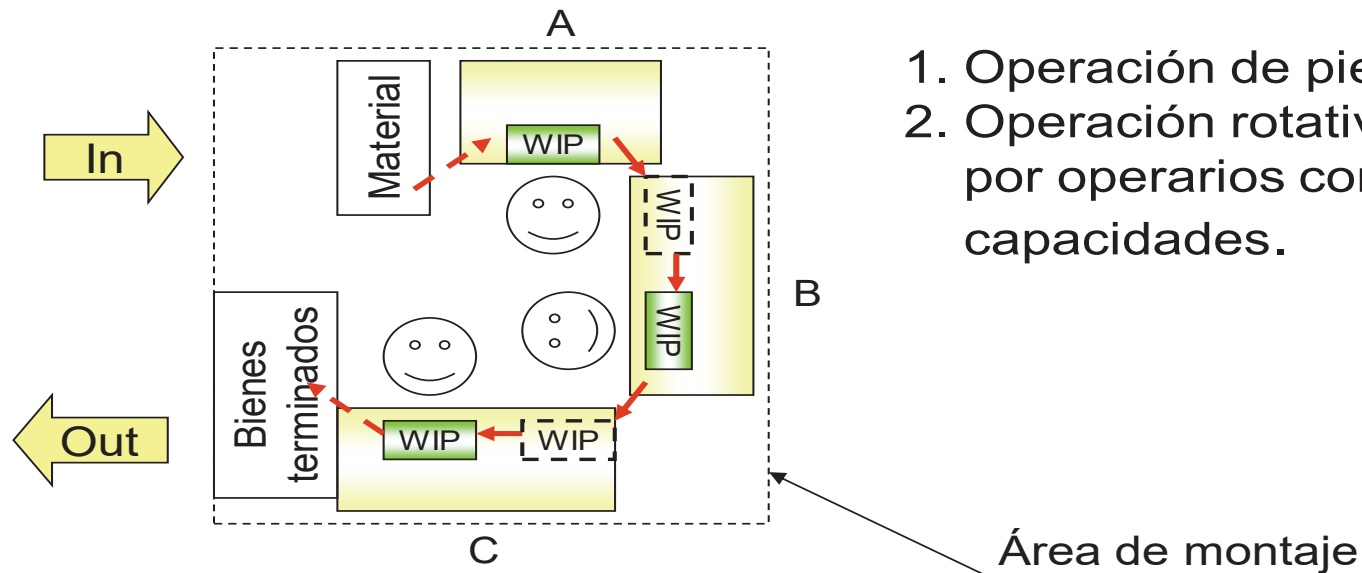 A
In
Material
WIP
WIP
WIP
B
Bienes
terminados
WIP
WIP
Out
C
1. Operación de pie
2. Operación rotativ
por operarios con
capacidades.
Área de montaje